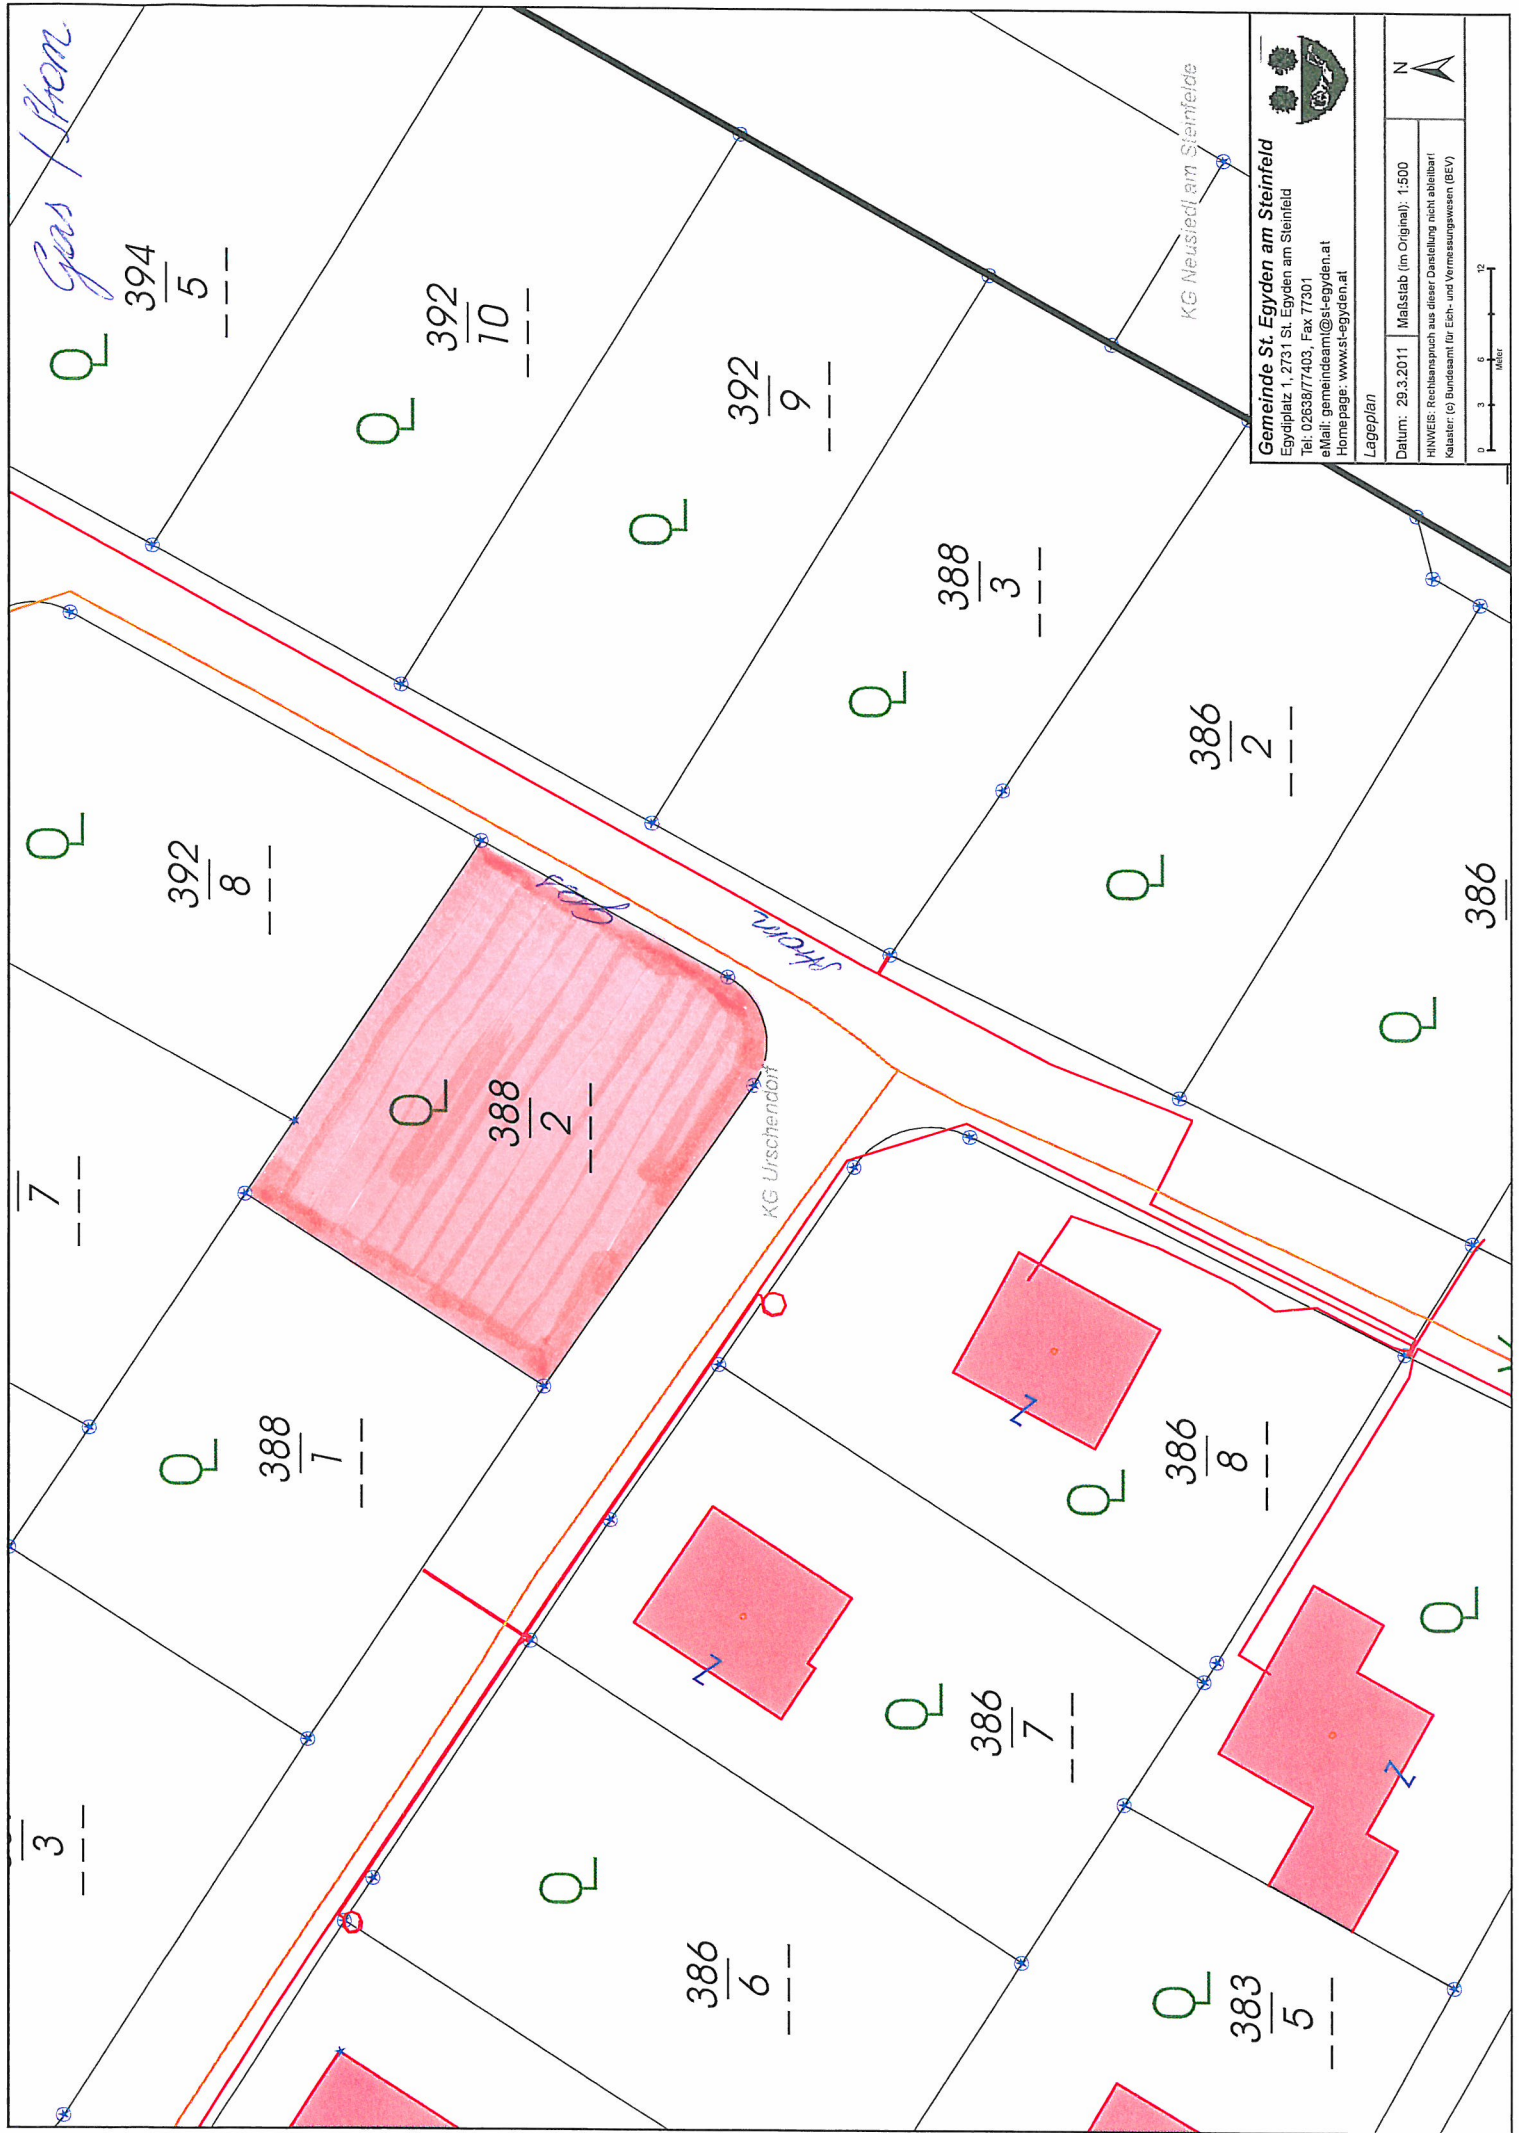 Gas / Strom
394
5
392
10
392
9
388
3
386
2
386
392
8
7
388
2
388
1
3
386
8
386
7
386
6
383
5
Gas
Strom
KG Urschendorf
KG Neusiedl am Steinfelde
Gemeinde St. Egyden am Steinfeld
Egydiplatz 1, 2731 St. Egyden am Steinfeld
Tel: 02638/77403, Fax 77301
eMail: gemeindeamt@st-egyden.at
Homepage: www.st-egyden.at
Lageplan
Datum: 29.3.2011 Maßstab (im Original): 1:500
N
HINWEIS: Rechtsanspruch aus dieser Darstellung nicht ableitbar!
Kataster: (c) Bundesamt für Eich- und Vermessungswesen (BEV)
0 3 6 12
Meter